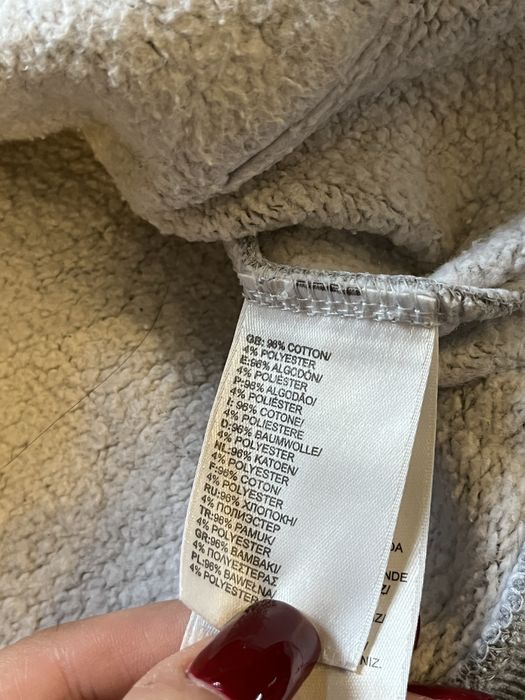 GB: 96% COTTON/
4% POLYESTER
E:96% ALGODÓN/
4% POLIÉSTER
P:96% ALGODÃO/
4% POLIÉSTER
I: 96% COTONE/
4% POLIESTERE
D: 96% BAUMWOLLE/
4% POLYESTER
NL:96% KATOEN/
4% POLYESTER
F:96% COTON/
4% POLYESTER
RU:96% ХЛОПОКН/
4% ПОЛИЭСТЕР
TR:96% PAMUK/
4% POLYESTER
GR:96% BAMBAKI/
4% ΠΟΛΥΕΣΤΕΡΑΣ
PL:96% BAWEŁNA/
4% POLYESTER